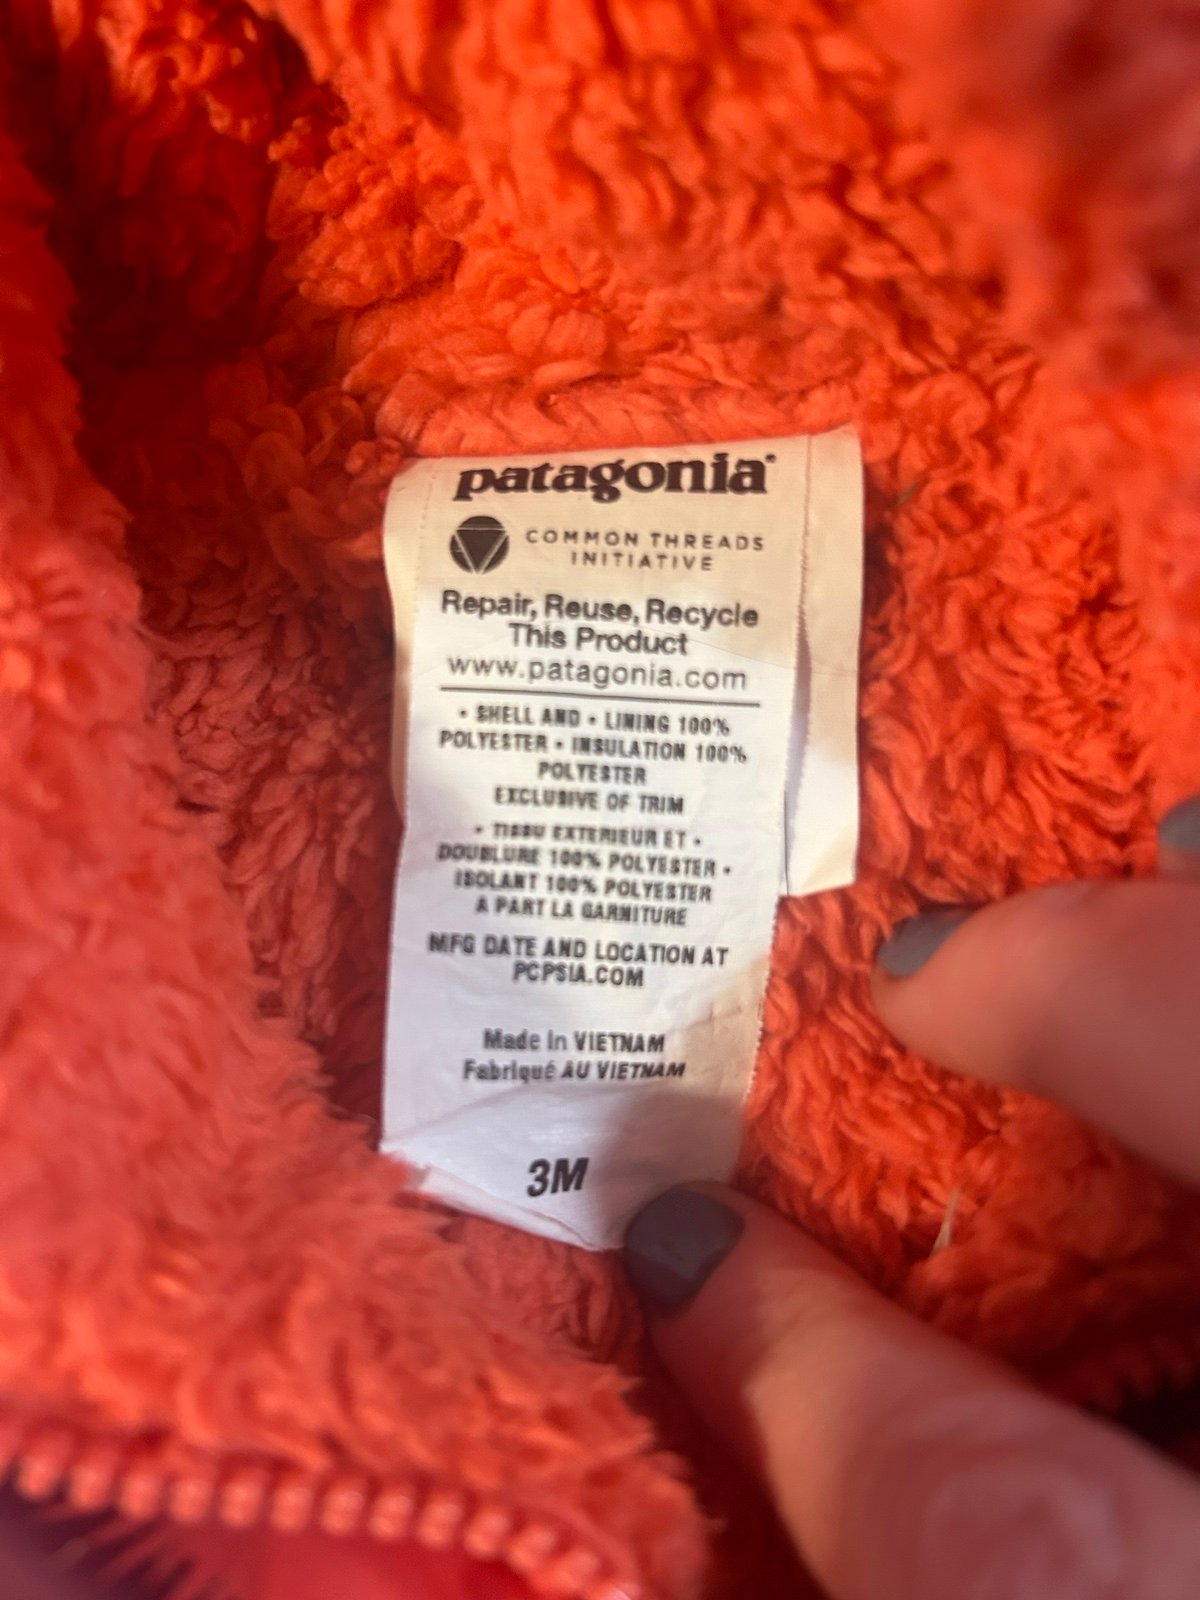 patagonia®
COMMON THREADS
INITIATIVE
Repair, Reuse, Recycle
This Product
www.patagonia.com
• SHELL AND • LINING 100%
POLYESTER • INSULATION 100%
POLYESTER
EXCLUSIVE OF TRIM
• TISSU EXTERIEUR ET •
DOUBLURE 100% POLYESTER •
ISOLANT 100% POLYESTER
A PART LA GARNITURE
MFG DATE AND LOCATION AT
PCPSIA.COM
Made in VIETNAM
Fabriqué AU VIETNAM
3M